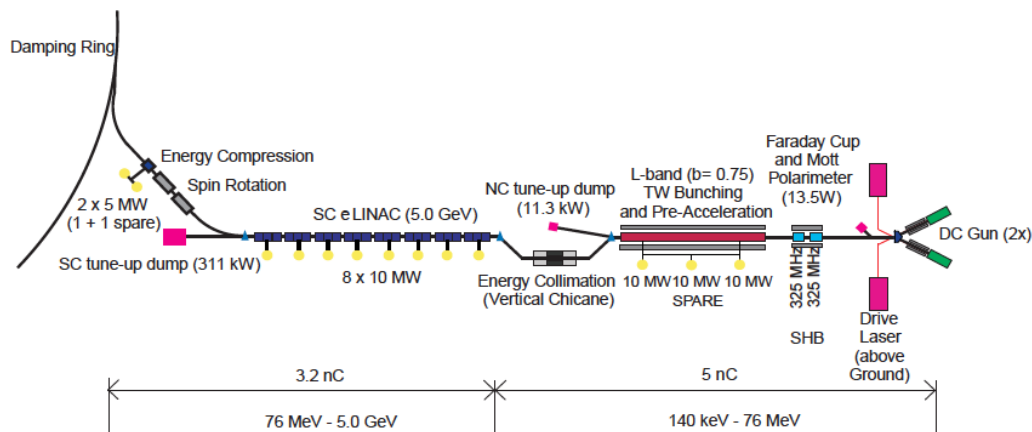 Damping Ring
Energy Compression
Spin Rotation
2 x 5 MW
(1 + 1 spare)
SC tune-up dump (311 kW)
SC e LINAC (5.0 GeV)
8 x 10 MW
NC tune-up dump
(11.3 kW)
Energy Collimation
(Vertical Chicane)
L-band (b= 0.75)
TW Bunching
and Pre-Acceleration
10 MW 10 MW 10 MW
SPARE
Faraday Cup
and Mott
Polarimeter
(13.5W)
325 MHz
325 MHz
SHB
DC Gun (2x)
Drive
Laser
(above
Ground)
3.2 nC
5 nC
76 MeV - 5.0 GeV
140 keV - 76 MeV